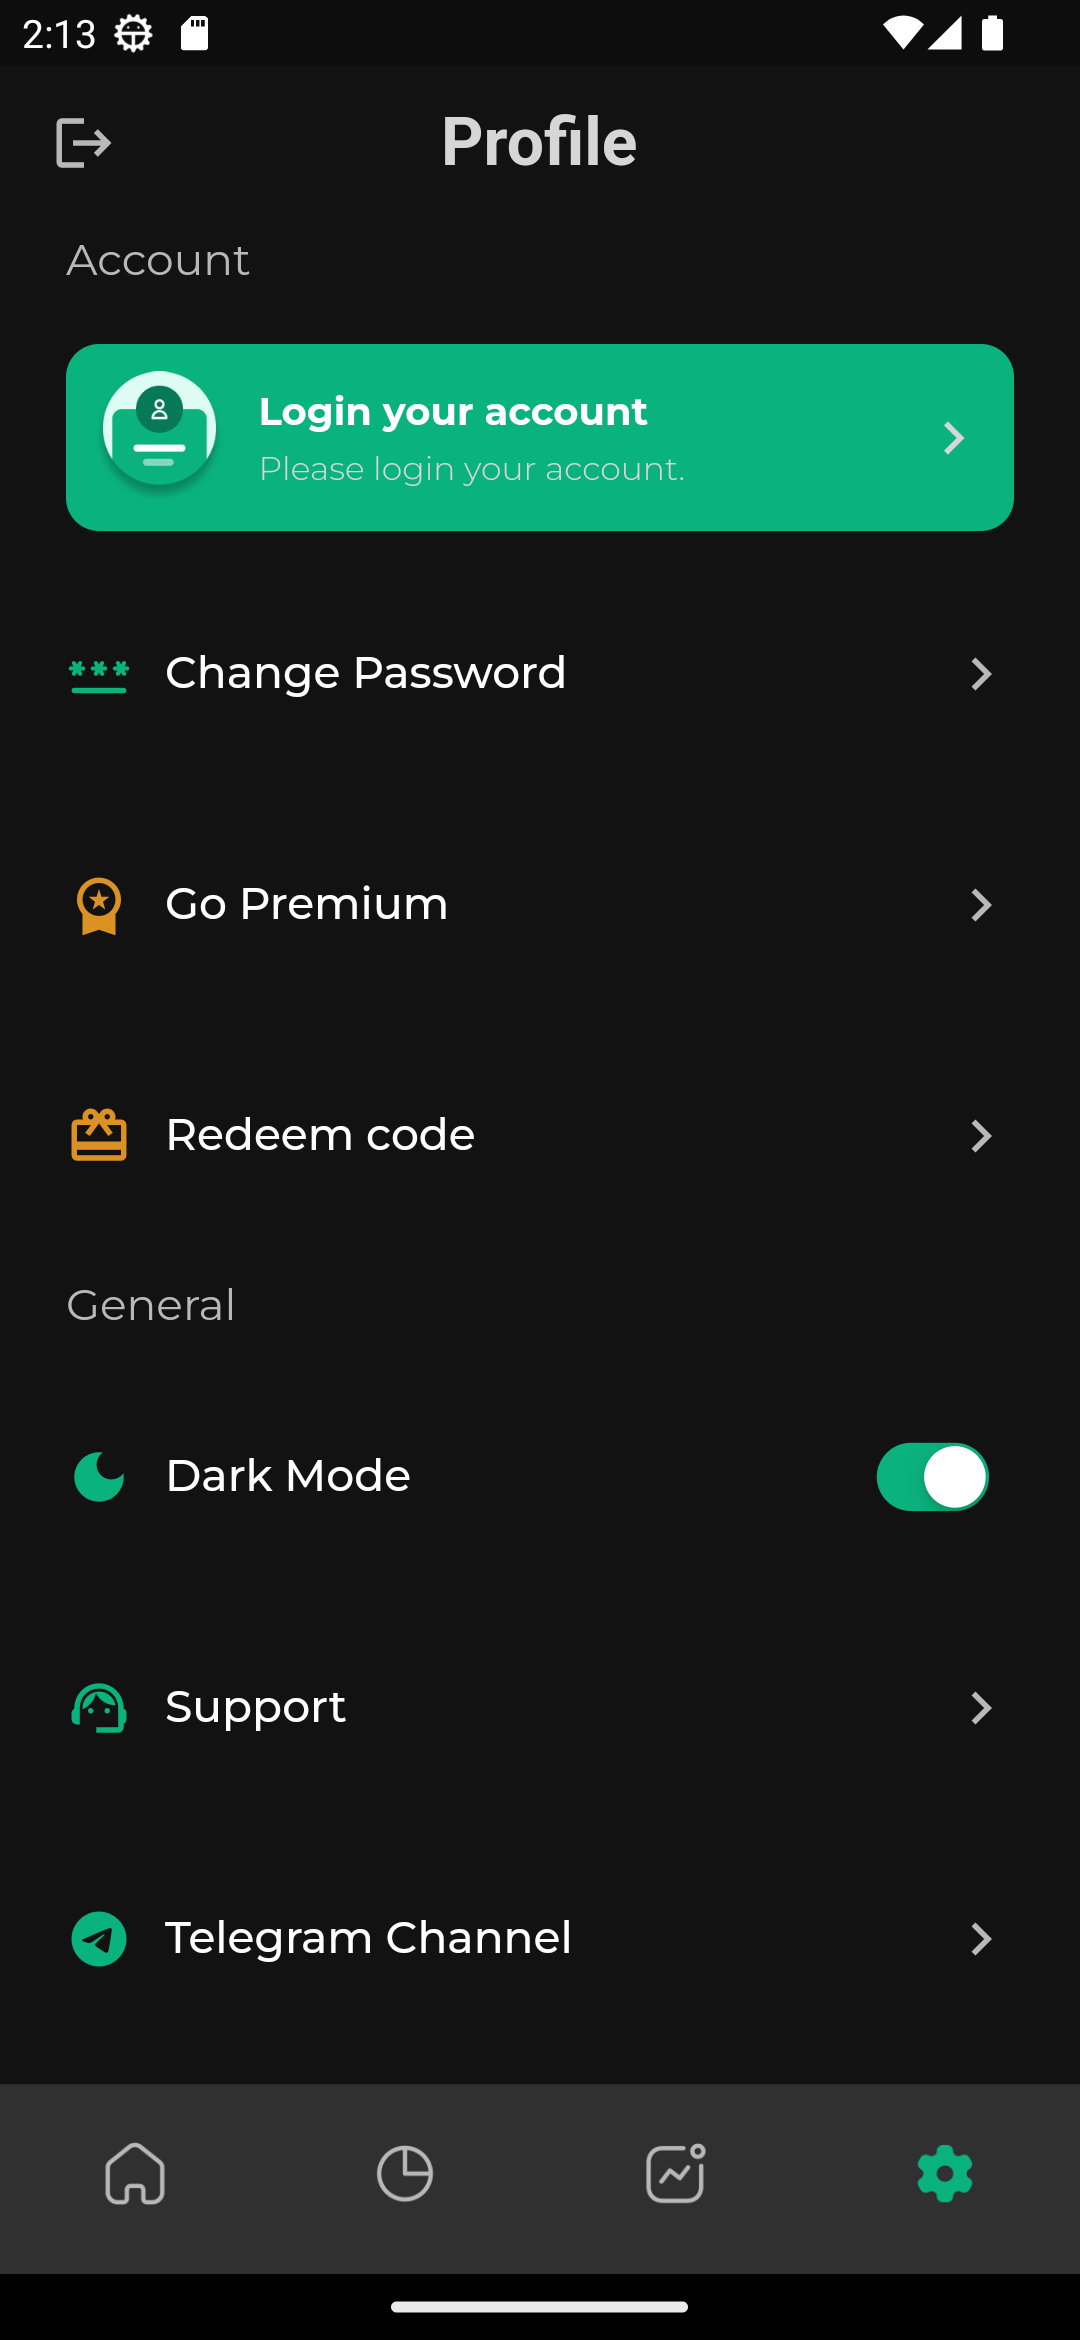 2:13
Profile
Account
Login your account
Please login your account.
Change Password
Go Premium
Redeem code
General
Dark Mode
Support
Telegram Channel